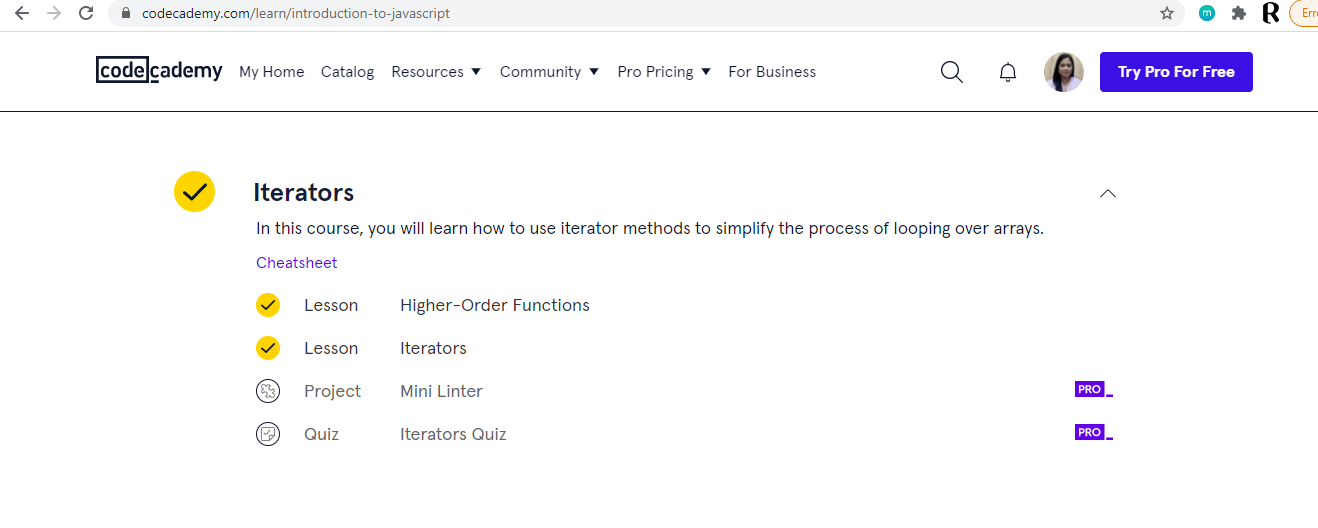 codecademy.com/learn/introduction-to-javascript
m
R
Erro
codecademy My Home Catalog Resources Community Pro Pricing For Business Try Pro For Free
Iterators
In this course, you will learn how to use iterator methods to simplify the process of looping over arrays.
Cheatsheet
Lesson Higher-Order Functions
Lesson Iterators
Project Mini Linter PRO
Quiz Iterators Quiz PRO